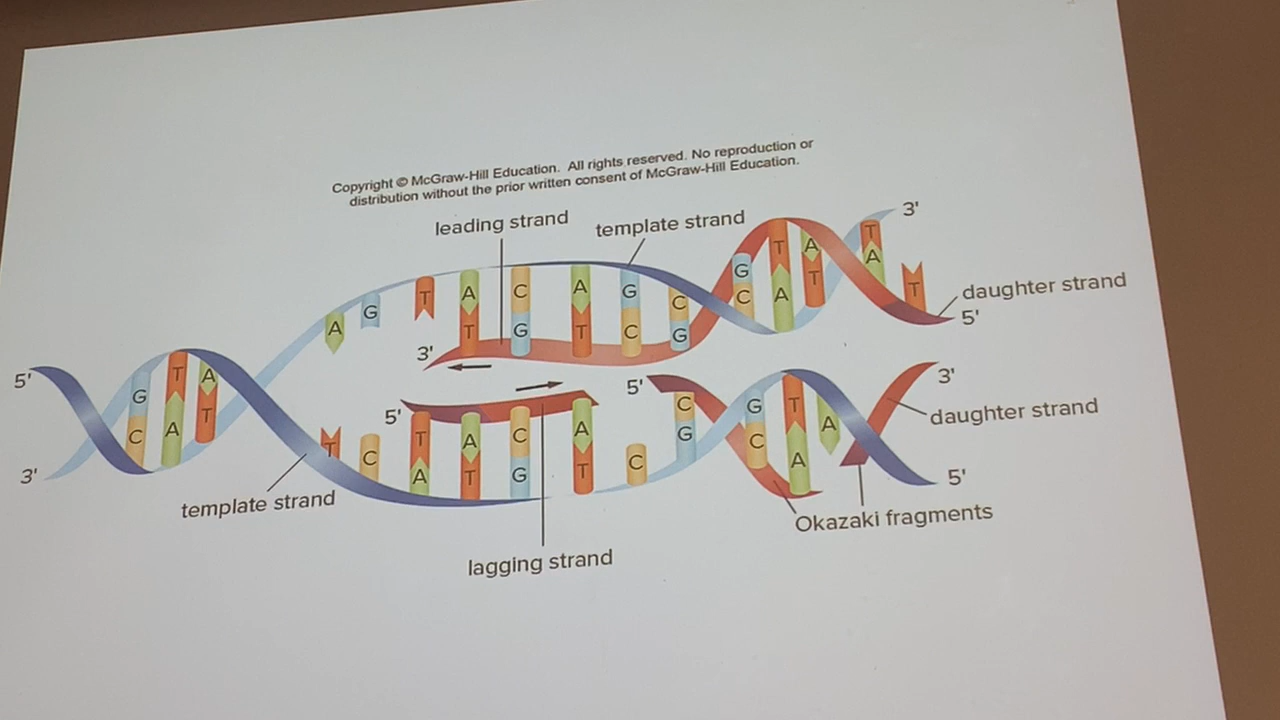 Copyright © McGraw-Hill Education. All rights reserved. No reproduction or
distribution without the prior written consent of McGraw-Hill Education.
leading strand
template strand
3'
G T A T
A G T A C A G C
C A T A T
daughter strand
5'
T G T C G
3'
5'
G T A
C A T
3'
template strand
5'
T A C A
T C A T G T C
5'
C G
G T A
C A
3'
daughter strand
5'
Okazaki fragments
lagging strand